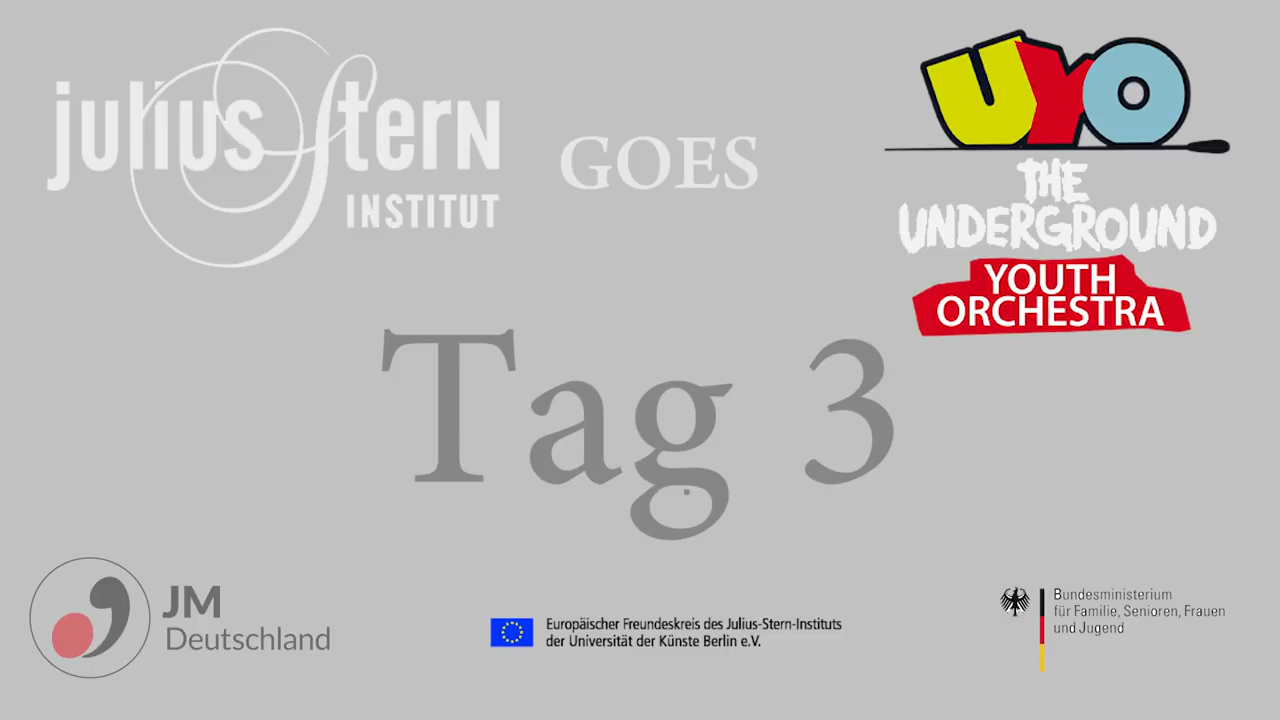 julius Stern
INSTITUT
GOES
UYO
THE
UNDERGROUND
YOUTH
ORCHESTRA
Tag 3
JM
Deutschland
Europäischer Freundeskreis des Julius-Stern-Instituts
der Universität der Künste Berlin e.V.
Bundesministerium
für Familie, Senioren, Frauen
und Jugend